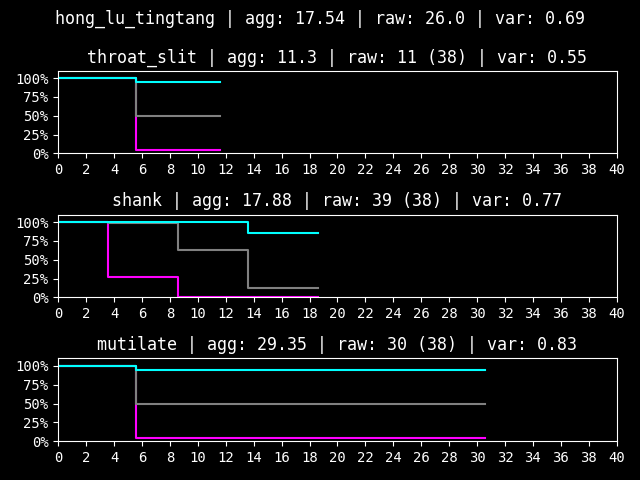 hong_lu_tingtang | agg: 17.54 | raw: 26.0 | var: 0.69
throat_slit | agg: 11.3 | raw: 11 (38) | var: 0.55
100%
75%
50%
25%
0%
0 2 4 6 8 10 12 14 16 18 20 22 24 26 28 30 32 34 36 38 40
shank | agg: 17.88 | raw: 39 (38) | var: 0.77
100%
75%
50%
25%
0%
0 2 4 6 8 10 12 14 16 18 20 22 24 26 28 30 32 34 36 38 40
mutilate | agg: 29.35 | raw: 30 (38) | var: 0.83
100%
75%
50%
25%
0%
0 2 4 6 8 10 12 14 16 18 20 22 24 26 28 30 32 34 36 38 40